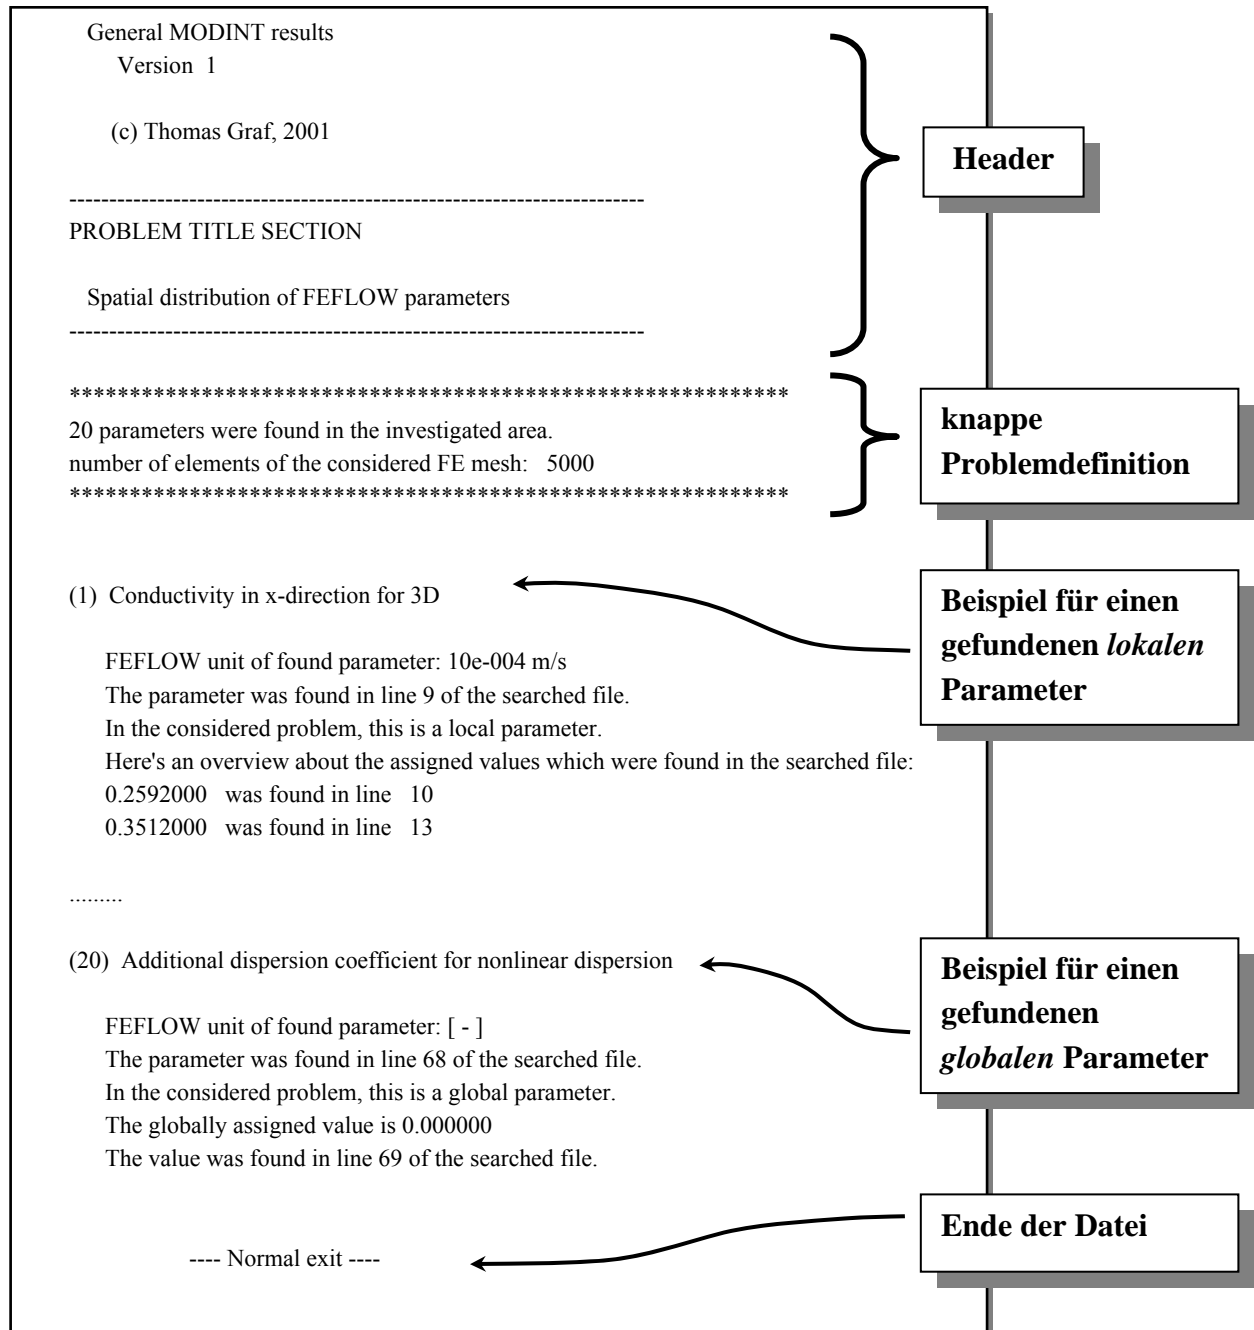 General MODINT results
Version 1
(c) Thomas Graf, 2001
Header
------------------------------------------------------------------------
PROBLEM TITLE SECTION
Spatial distribution of FEFLOW parameters
------------------------------------------------------------------------
************************************************************
20 parameters were found in the investigated area.
number of elements of the considered FE mesh: 5000
************************************************************
knappe
Problemdefinition
(1) Conductivity in x-direction for 3D
FEFLOW unit of found parameter: 10e-004 m/s
The parameter was found in line 9 of the searched file.
In the considered problem, this is a local parameter.
Here's an overview about the assigned values which were found in the searched file:
0.2592000 was found in line 10
0.3512000 was found in line 13
Beispiel für einen
gefundenen lokalen
Parameter
.........
(20) Additional dispersion coefficient for nonlinear dispersion
FEFLOW unit of found parameter: [ - ]
The parameter was found in line 68 of the searched file.
In the considered problem, this is a global parameter.
The globally assigned value is 0.000000
The value was found in line 69 of the searched file.
Beispiel für einen
gefundenen
globalen Parameter
---- Normal exit ----
Ende der Datei